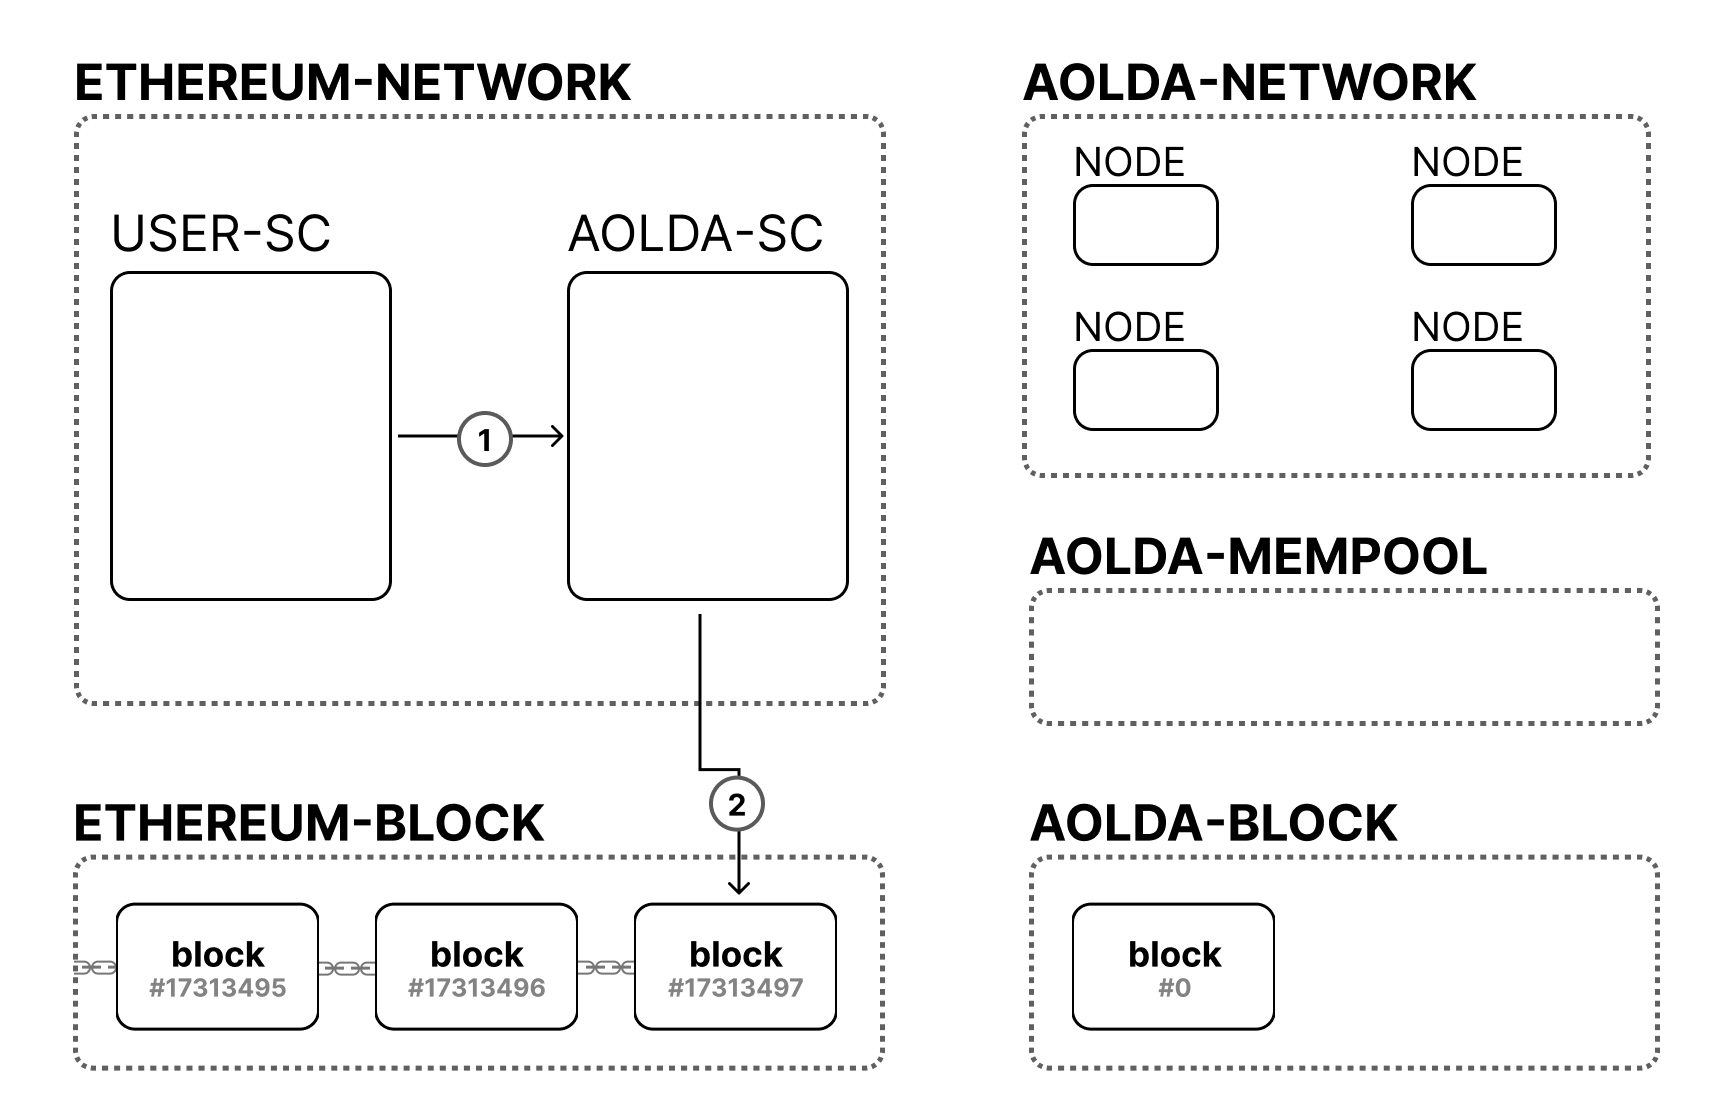 ETHEREUM-NETWORK
USER-SC
AOLDA-SC
1
2
ETHEREUM-BLOCK
block
#17313495
block
#17313496
block
#17313497
AOLDA-NETWORK
NODE
NODE
NODE
NODE
AOLDA-MEMPOOL
AOLDA-BLOCK
block
#0